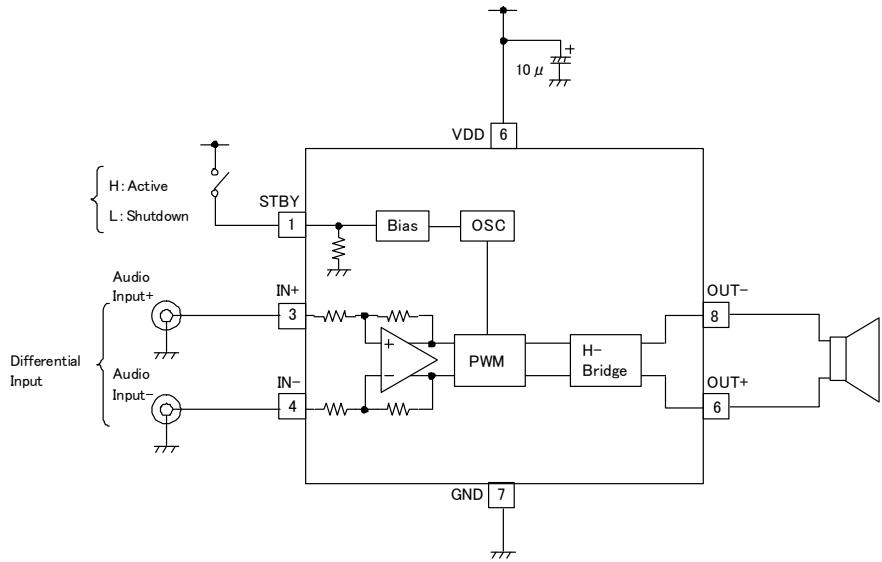 +
10μ
VDD
6
H: Active
L: Shutdown
STBY
1
Bias
OSC
Audio
Input+
IN+
3
OUT-
8
+
PWM
H-
Bridge
Differential
Input
Audio
Input-
IN-
4
-
OUT+
6
GND
7